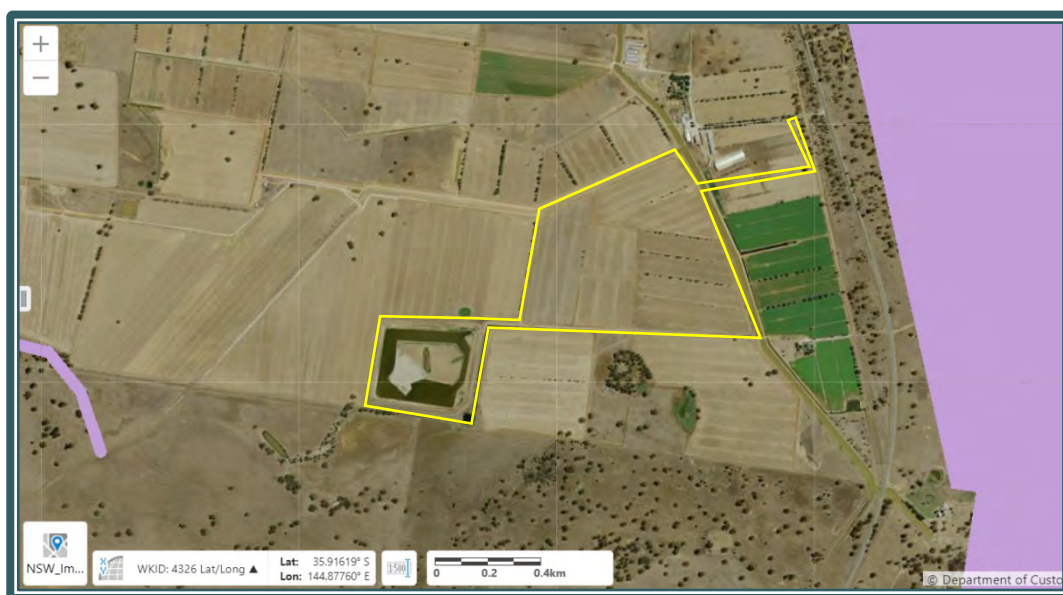 +
−
© Department of Custo
NSW_Im...
WKID: 4326 Lat/Long ▲
Lat: 35.91619° S
Lon: 144.87760° E
0 0.2 0.4km